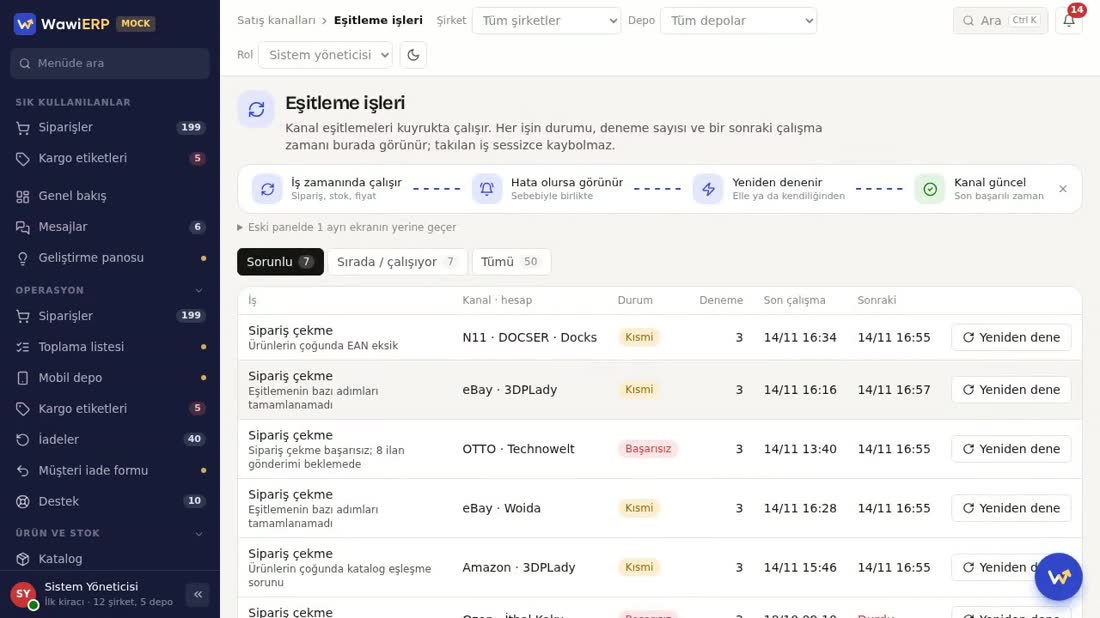 WawiERP MOCK
Menüde ara
SIK KULLANILANLAR
Siparişler 199
Kargo etiketleri 5
Genel bakış
Mesajlar 6
Geliştirme panosu
OPERASYON
Siparişler 199
Toplama listesi
Mobil depo
Kargo etiketleri 5
İadeler 40
Müşteri iade formu
Destek 10
ÜRÜN VE STOK
Katalog
SY Sistem Yöneticisi
İlk kiracı · 12 şirket, 5 depo
Satış kanalları › Eşitleme işleri Şirket Tüm şirketler Depo Tüm depolar Ara Ctrl K 14
Rol Sistem yöneticisi
Eşitleme işleri
Kanal eşitlemeleri kuyrukta çalışır. Her işin durumu, deneme sayısı ve bir sonraki çalışma
zamanı burada görünür; takılan iş sessizce kaybolmaz.
İş zamanında çalışır
Sipariş, stok, fiyat
Hata olursa görünür
Sebebiyle birlikte
Yeniden denenir
Elle ya da kendiliğinden
Kanal güncel
Son başarılı zaman
Eski panelde 1 ayrı ekranın yerine geçer
Sorunlu 7 Sırada / çalışıyor 7 Tümü 50
İş Kanal · hesap Durum Deneme Son çalışma Sonraki
Sipariş çekme
Ürünlerin çoğunda EAN eksik
N11 · DOCSER · Docks Kısmi 3 14/11 16:34 14/11 16:55 Yeniden dene
Sipariş çekme
Eşitlemenin bazı adımları
tamamlanamadı
eBay · 3DPLady Kısmi 3 14/11 16:16 14/11 16:57 Yeniden dene
Sipariş çekme
Sipariş çekme başarısız; 8 ilan
gönderimi beklemede
OTTO · Technowelt Başarısız 3 14/11 13:40 14/11 16:55 Yeniden dene
Sipariş çekme
Eşitlemenin bazı adımları
tamamlanamadı
eBay · Woida Kısmi 3 14/11 16:28 14/11 16:55 Yeniden dene
Sipariş çekme
Ürünlerin çoğunda katalog eşleşme
sorunu
Amazon · 3DPLady Kısmi 3 14/11 15:46 14/11 16:55 Yeniden
Sipariş çekme